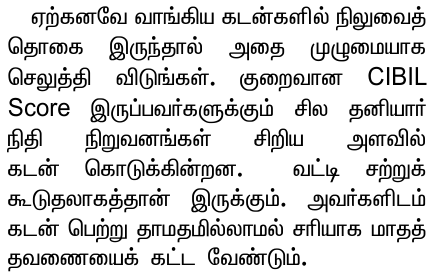 ஏற்கனவே வாங்கிய கடன்களில் நிலுவைத்
தொகை இருந்தால் அதை முழுமையாக
செலுத்தி விடுங்கள். குறைவான CIBIL
Score இருப்பவர்களுக்கும் சில தனியார்
நிதி நிறுவனங்கள் சிறிய அளவில்
கடன் கொடுக்கின்றன. வட்டி சற்றுக்
கூடுதலாகத்தான் இருக்கும். அவர்களிடம்
கடன் பெற்று தாமதமில்லாமல் சரியாக மாதத்
தவணையைக் கட்ட வேண்டும்.